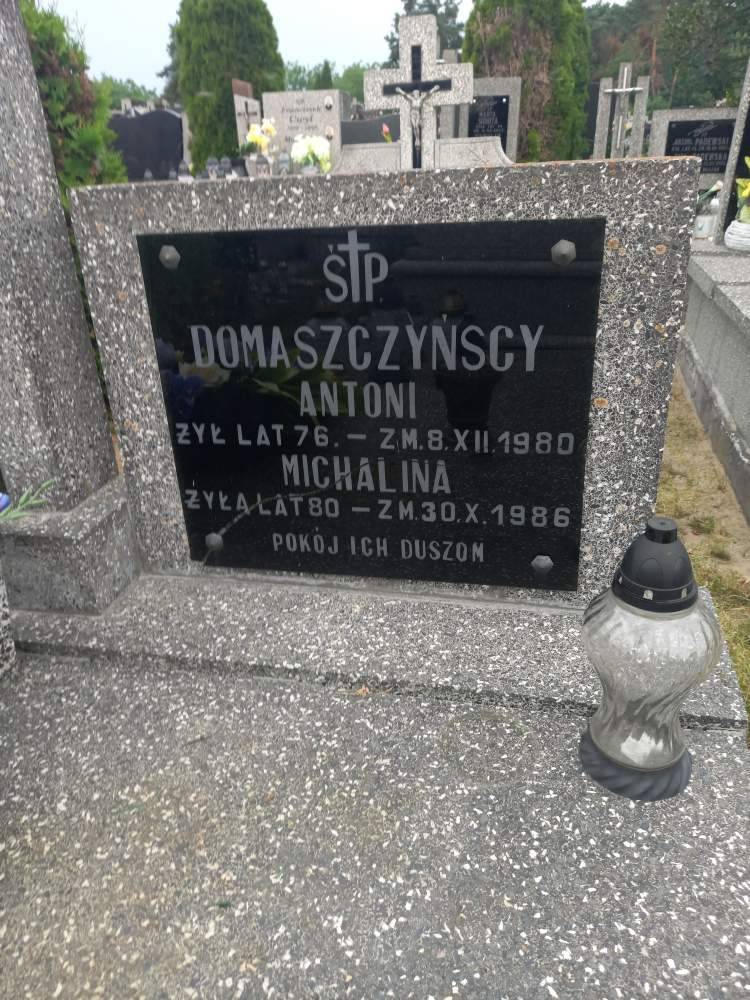 Ś†P
DOMASZCZYNSCY
ANTONI
ŻYŁ LAT 76. – ZM. 8. XII. 1980
MICHALINA
ŻYŁA LAT 80 – ZM. 30. X. 1986
POKÓJ ICH DUSZOM